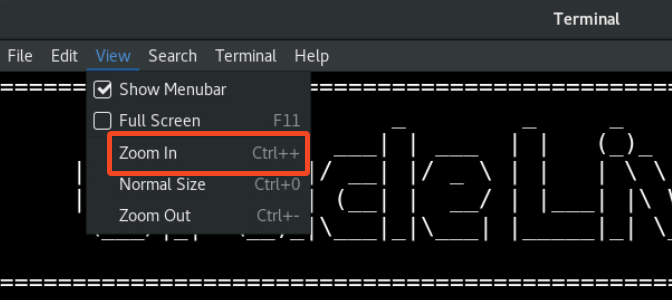 Terminal
File Edit View Search Terminal Help
Show Menubar
Full Screen F11
Zoom In Ctrl++
Normal Size Ctrl+0
Zoom Out Ctrl+-